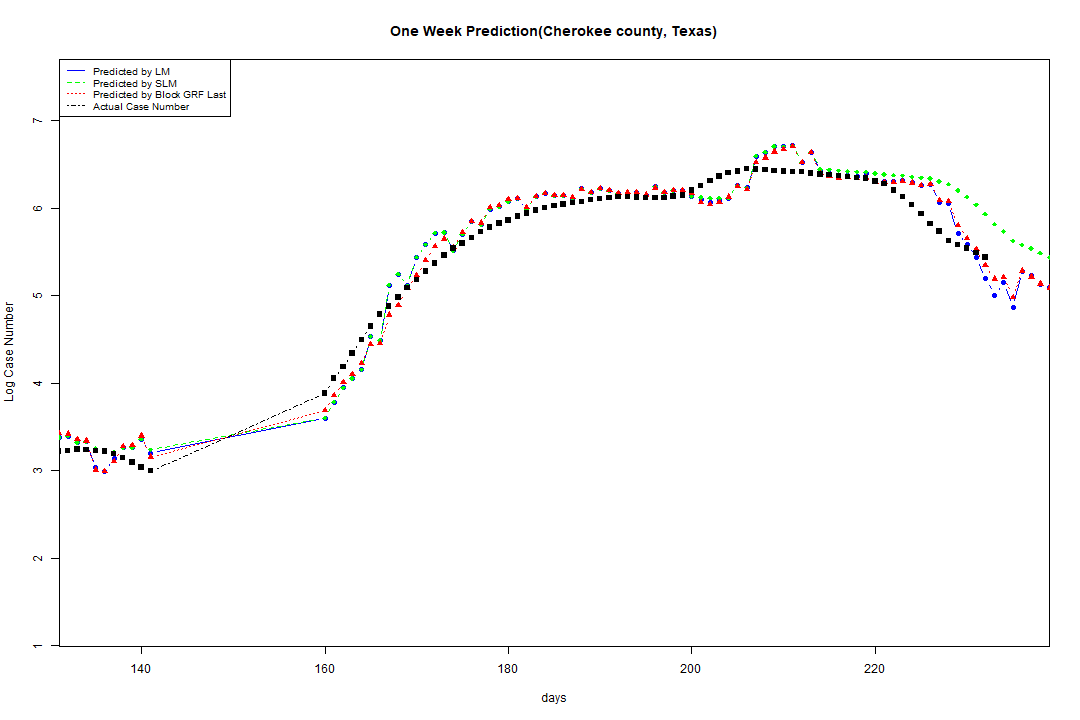 One Week Prediction(Cherokee county, Texas)
Predicted by LM
Predicted by SLM
Predicted by Block GRF Last
Actual Case Number
7
6
5
4
3
2
1
Log Case Number
140 160 180 200 220
days